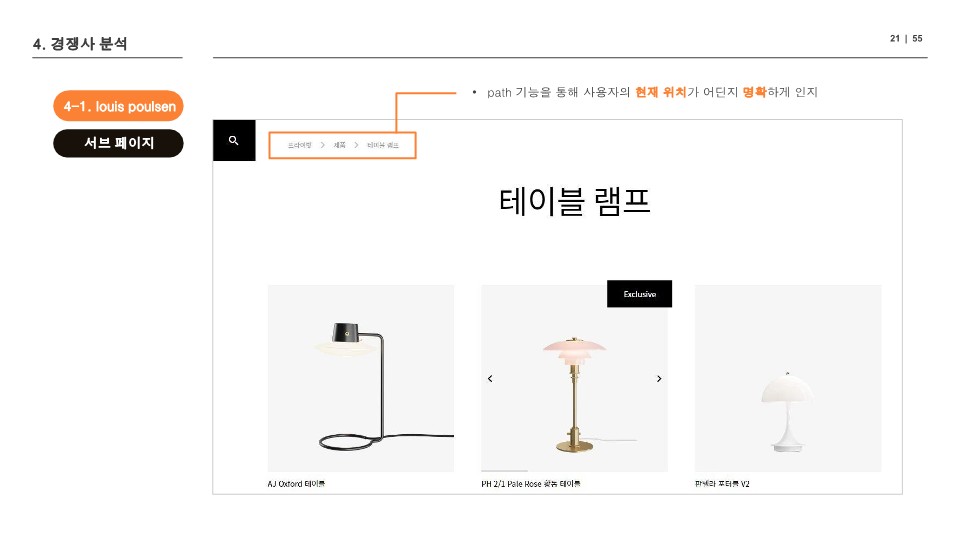 4. 경쟁사 분석
21 | 55
4-1. louis poulsen
서브 페이지
• path 기능을 통해 사용자의 현재 위치가 어딘지 명확하게 인지
프라이빗 > 제품 > 테이블 램프
테이블 램프
Exclusive
AJ Oxford 테이블
PH 2/1 Pale Rose 황동 테이블
판텔라 포터블 V2